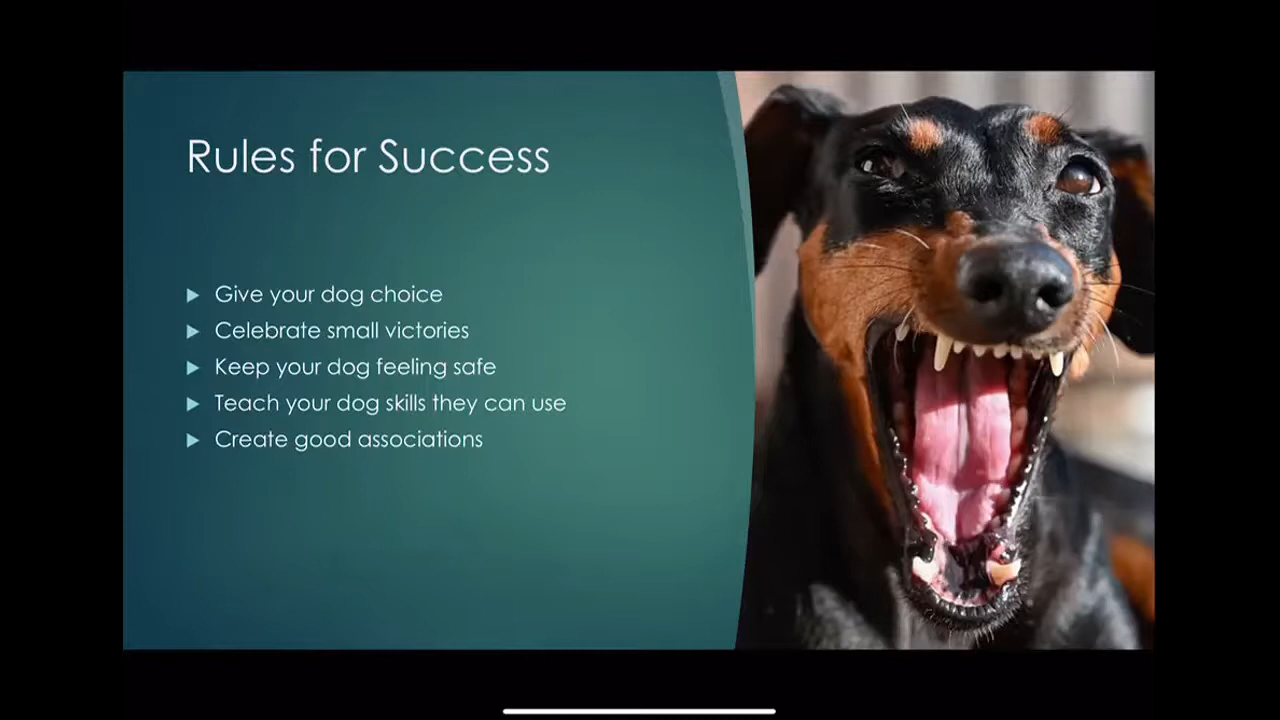 Rules for Success
Give your dog choice
Celebrate small victories
Keep your dog feeling safe
Teach your dog skills they can use
Create good associations